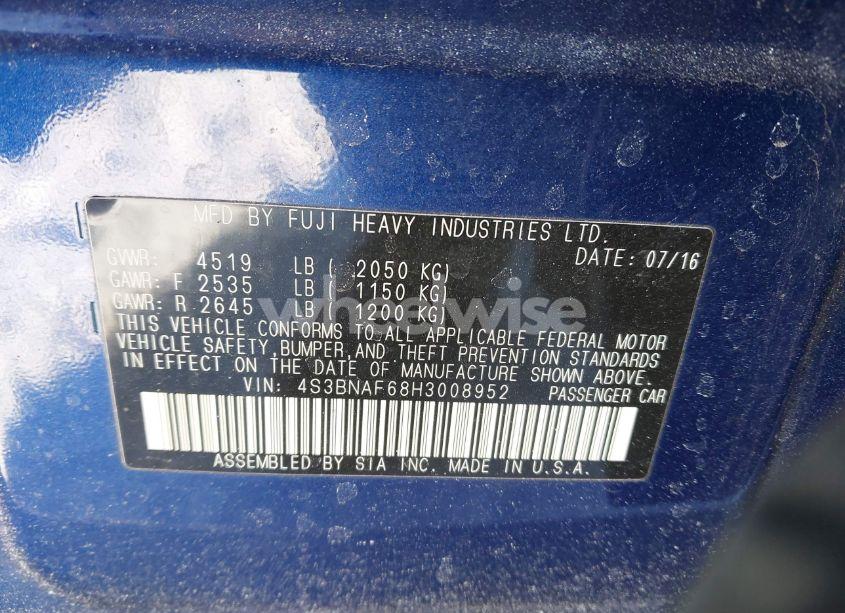 MFD BY FUJI HEAVY INDUSTRIES LTD.
DATE: 07/16
GVWR: 4519 LB ( 2050 KG)
GAWR: F 2535 LB ( 1150 KG)
GAWR: R 2645 LB ( 1200 KG)
wheelwise
THIS VEHICLE CONFORMS TO ALL APPLICABLE FEDERAL MOTOR
VEHICLE SAFETY, BUMPER, AND THEFT PREVENTION STANDARDS
IN EFFECT ON THE DATE OF MANUFACTURE SHOWN ABOVE.
VIN: 4S3BNAF68H3008952 PASSENGER CAR
ASSEMBLED BY SIA INC. MADE IN U.S.A.